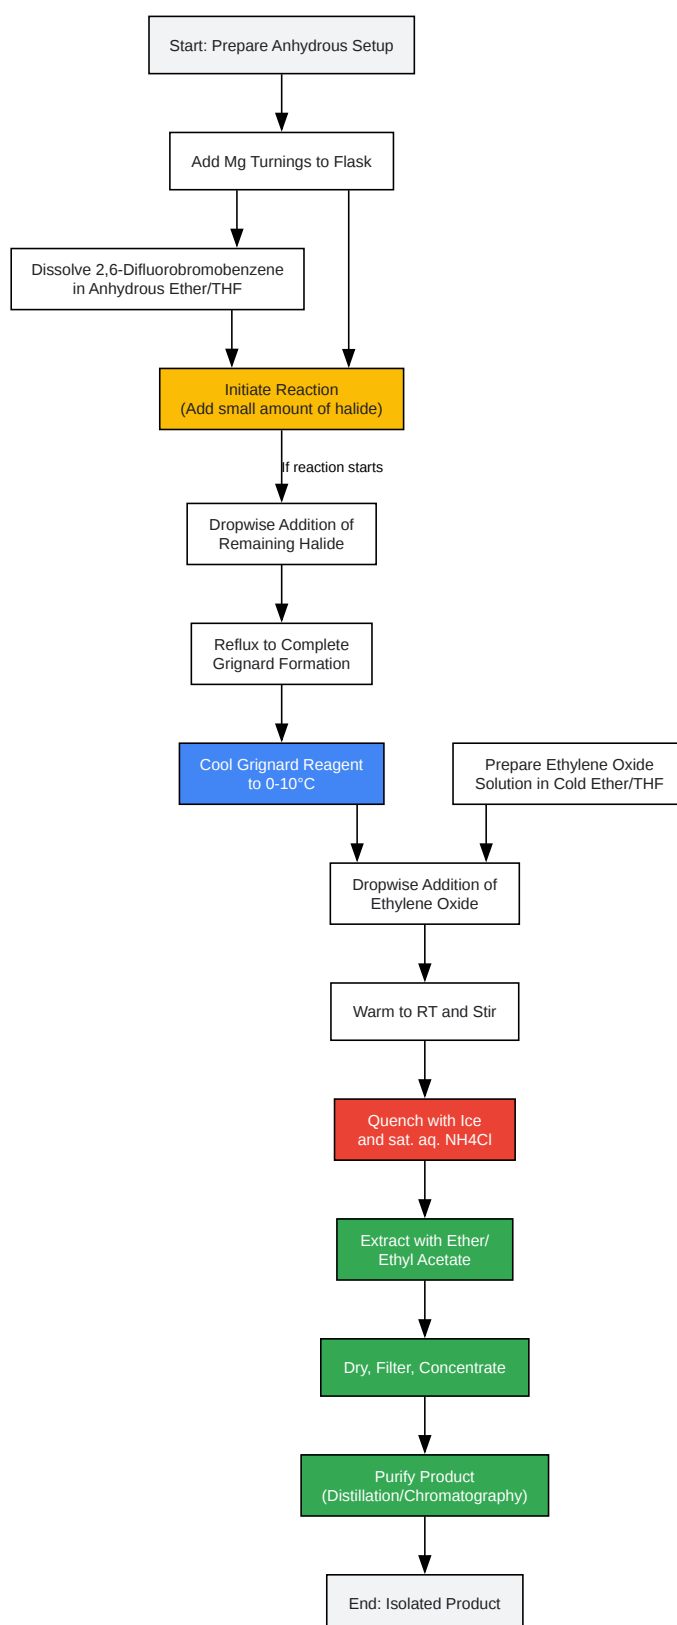 Start: Prepare Anhydrous Setup
Add Mg Turnings to Flask
Dissolve 2,6-Difluorobromobenzene
in Anhydrous Ether/THF
Initiate Reaction
(Add small amount of halide)
If reaction starts
Dropwise Addition of
Remaining Halide
Reflux to Complete
Grignard Formation
Cool Grignard Reagent
to 0-10°C
Prepare Ethylene Oxide
Solution in Cold Ether/THF
Dropwise Addition of
Ethylene Oxide
Warm to RT and Stir
Quench with Ice
and sat. aq. NH4Cl
Extract with Ether/
Ethyl Acetate
Dry, Filter, Concentrate
Purify Product
(Distillation/Chromatography)
End: Isolated Product